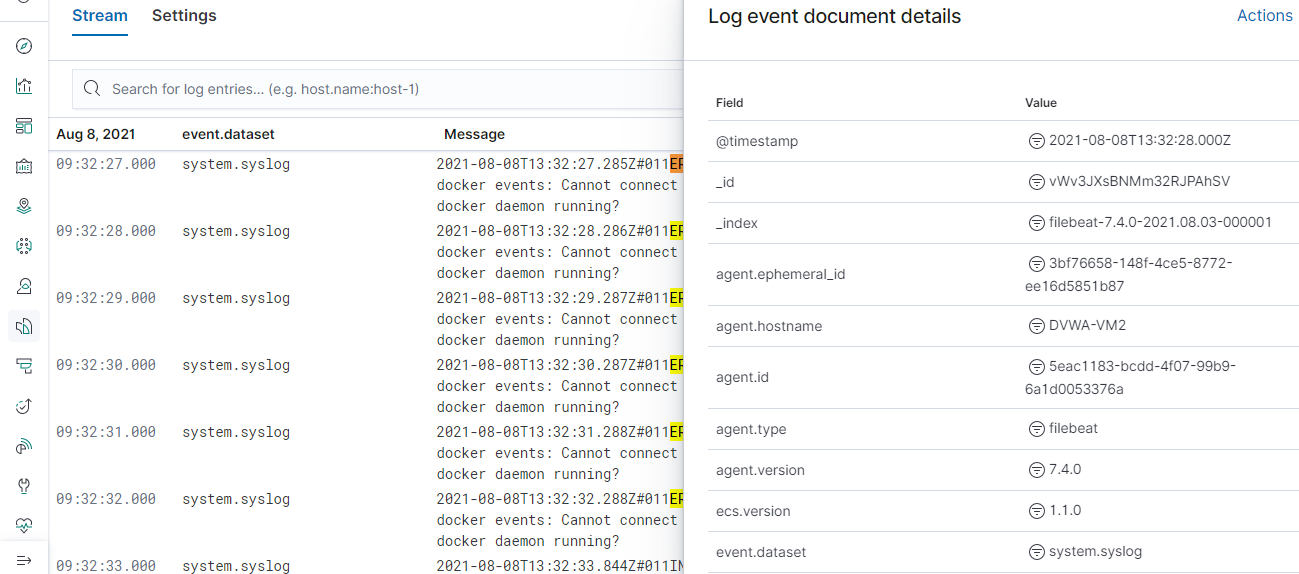 Stream Settings
Search for log entries... (e.g. host.name:host-1)
Aug 8, 2021 event.dataset Message
09:32:27.000 system.syslog 2021-08-08T13:32:27.285Z#011ER
docker events: Cannot connect
docker daemon running?
09:32:28.000 system.syslog 2021-08-08T13:32:28.286Z#011ER
docker events: Cannot connect
docker daemon running?
09:32:29.000 system.syslog 2021-08-08T13:32:29.287Z#011ER
docker events: Cannot connect
docker daemon running?
09:32:30.000 system.syslog 2021-08-08T13:32:30.287Z#011ER
docker events: Cannot connect
docker daemon running?
09:32:31.000 system.syslog 2021-08-08T13:32:31.288Z#011ER
docker events: Cannot connect
docker daemon running?
09:32:32.000 system.syslog 2021-08-08T13:32:32.288Z#011ER
docker events: Cannot connect
docker daemon running?
09:32:33.000 system.syslog 2021-08-08T13:32:33.844Z#011IN
Log event document details Actions
Field Value
@timestamp 2021-08-08T13:32:28.000Z
_id vWv3JXsBNMm32RJPAhSV
_index filebeat-7.4.0-2021.08.03-000001
agent.ephemeral_id 3bf76658-148f-4ce5-8772-
ee16d5851b87
agent.hostname DVWA-VM2
agent.id 5eac1183-bcdd-4f07-99b9-
6a1d0053376a
agent.type filebeat
agent.version 7.4.0
ecs.version 1.1.0
event.dataset system.syslog